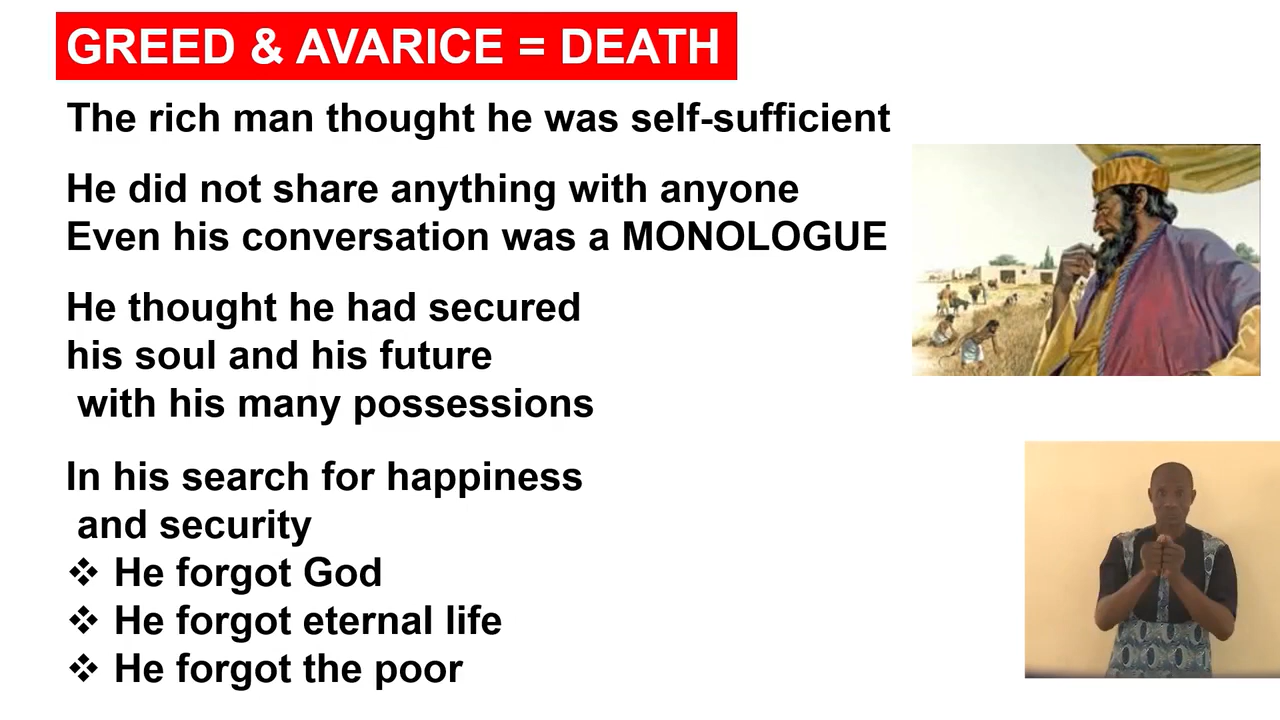 GREED & AVARICE = DEATH
The rich man thought he was self-sufficient
He did not share anything with anyone
Even his conversation was a MONOLOGUE
He thought he had secured
his soul and his future
with his many possessions
In his search for happiness
and security
❖ He forgot God
❖ He forgot eternal life
❖ He forgot the poor